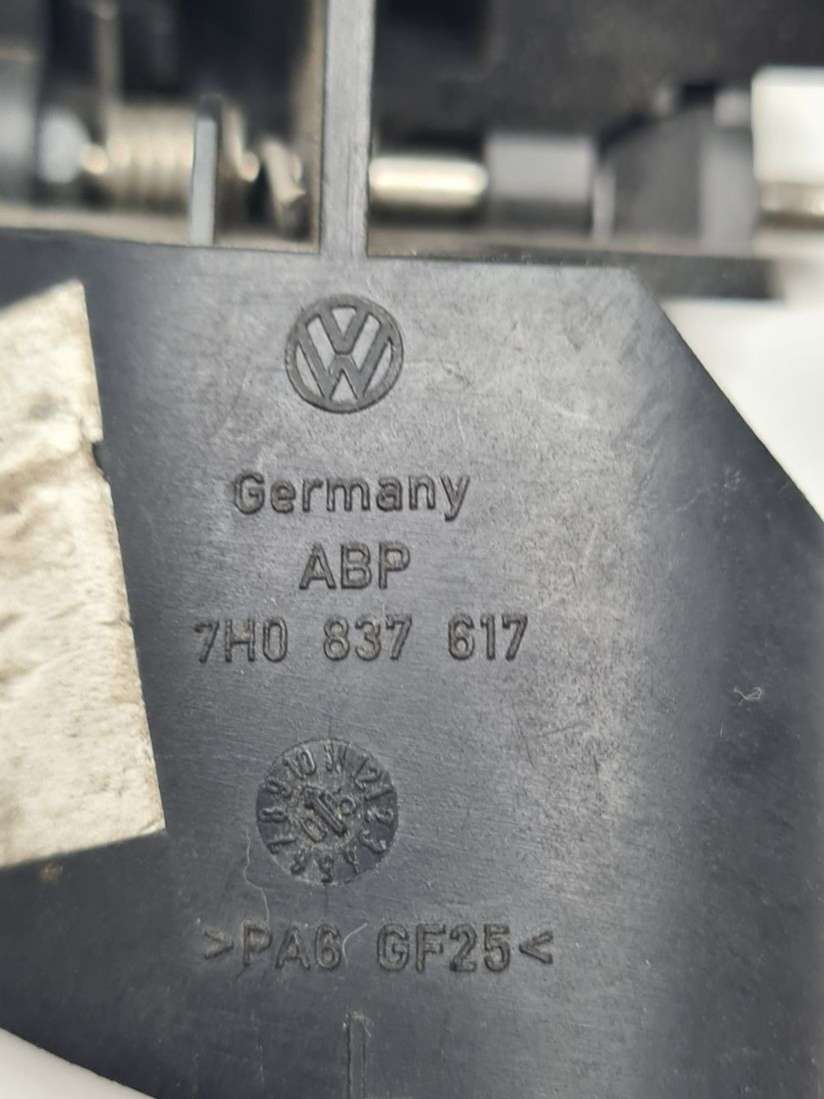 Germany
ABP
7H0 837 617
>PA6 GF25<